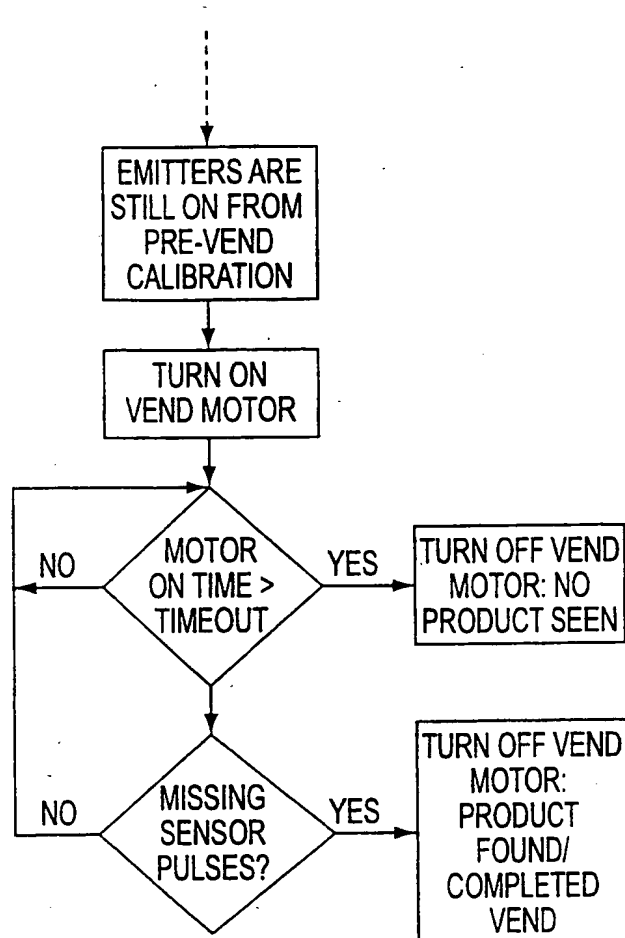 EMITTERS ARE
STILL ON FROM
PRE-VEND
CALIBRATION
TURN ON
VEND MOTOR
NO
MOTOR
ON TIME >
TIMEOUT
YES
TURN OFF VEND
MOTOR: NO
PRODUCT SEEN
NO
MISSING
SENSOR
PULSES?
YES
TURN OFF VEND
MOTOR:
PRODUCT
FOUND/
COMPLETED
VEND